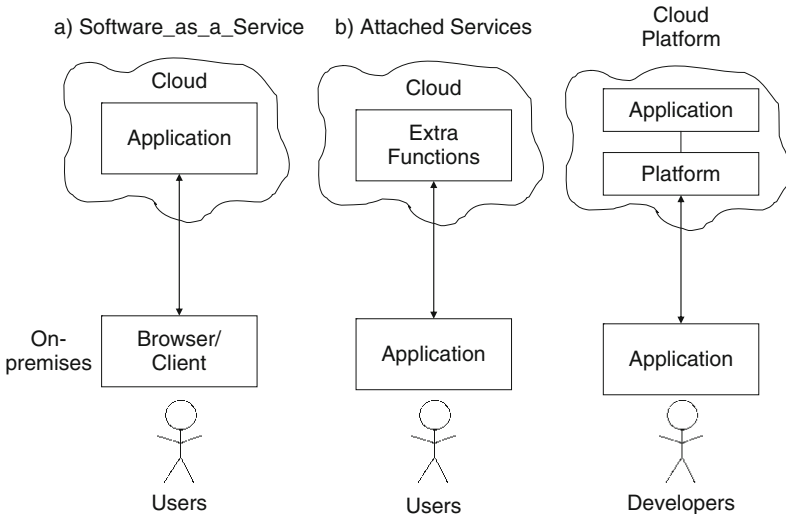 a) Software_as_a_Service
b) Attached Services
Cloud
Platform
Cloud
Application
Cloud
Extra
Functions
Application
Platform
On-
premises
Browser/
Client
Application
Application
Users
Users
Developers